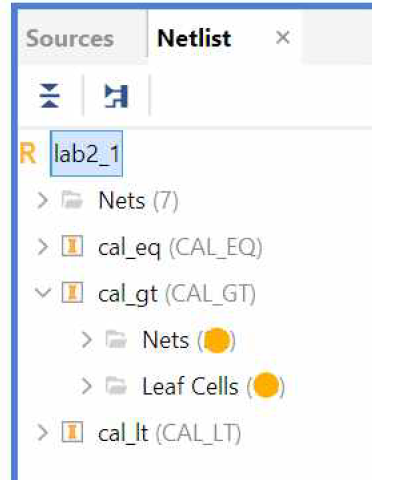 Sources Netlist ×
R lab2_1
Nets (7)
cal_eq (CAL_EQ)
cal_gt (CAL_GT)
Nets ( )
Leaf Cells ( )
cal_lt (CAL_LT)